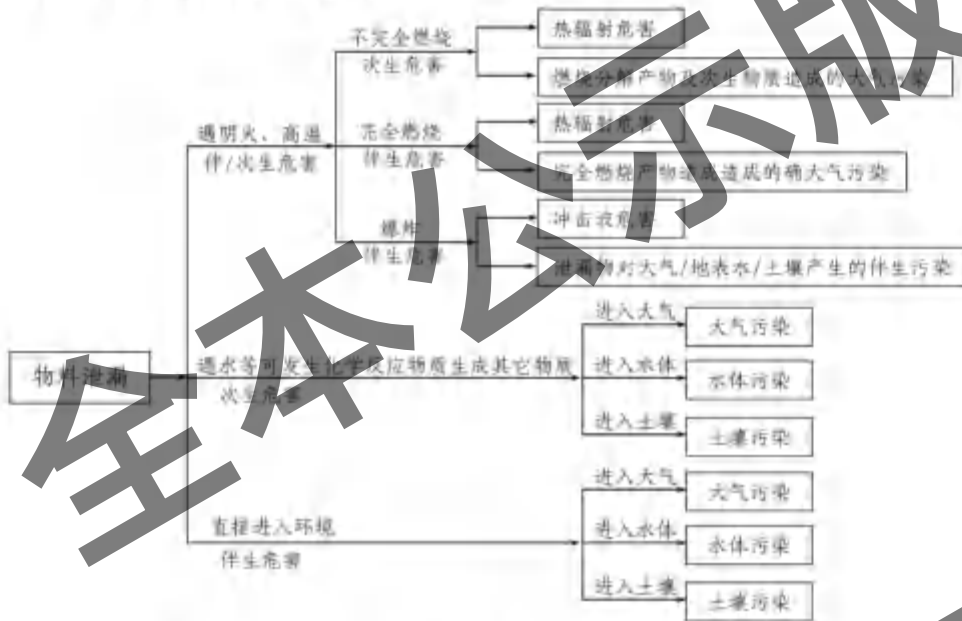 不完全燃烧
次生危害
热辐射危害
燃烧分解产物及次生物质造成的大气污染
遇明火、高温
伴/次生危害
完全燃烧
伴生危害
热辐射危害
完全燃烧产物造成造成的确大气污染
爆炸
伴生危害
冲击波危害
泄漏物对大气/地表水/土壤产生的伴生污染
物料泄漏
遇水等可发生化学反应物质生成其它物质
次生危害
进入大气
大气污染
进入水体
水体污染
进入土壤
土壤污染
直接进入环境
伴生危害
进入大气
大气污染
进入水体
水体污染
进入土壤
土壤污染
全本公示版